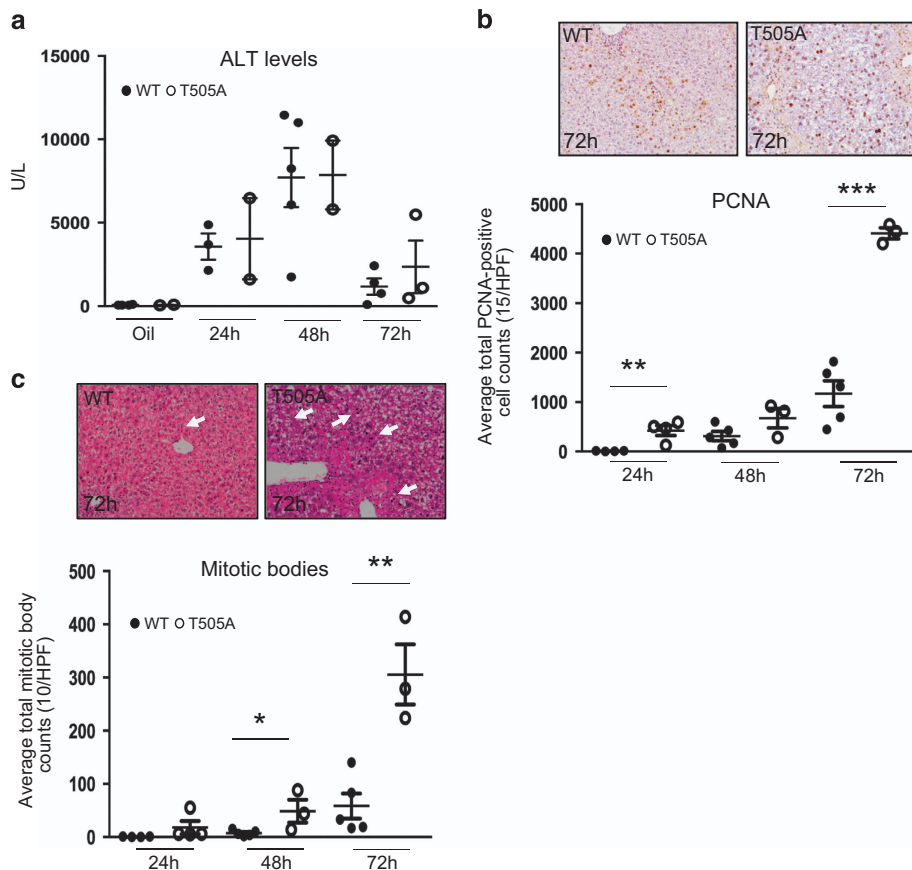 a
ALT levels
● WT ○ T505A
U/L
15000
10000
5000
0
Oil
24h
48h
72h
b
WT
72h
T505A
72h
PCNA
● WT ○ T505A
Average total PCNA-positive
cell counts (15/HPF)
5000
4000
3000
2000
1000
0
**
***
24h
48h
72h
c
WT
72h
T505A
72h
Mitotic bodies
● WT ○ T505A
Average total mitotic body
counts (10/HPF)
500
400
300
200
100
0
*
**
24h
48h
72h